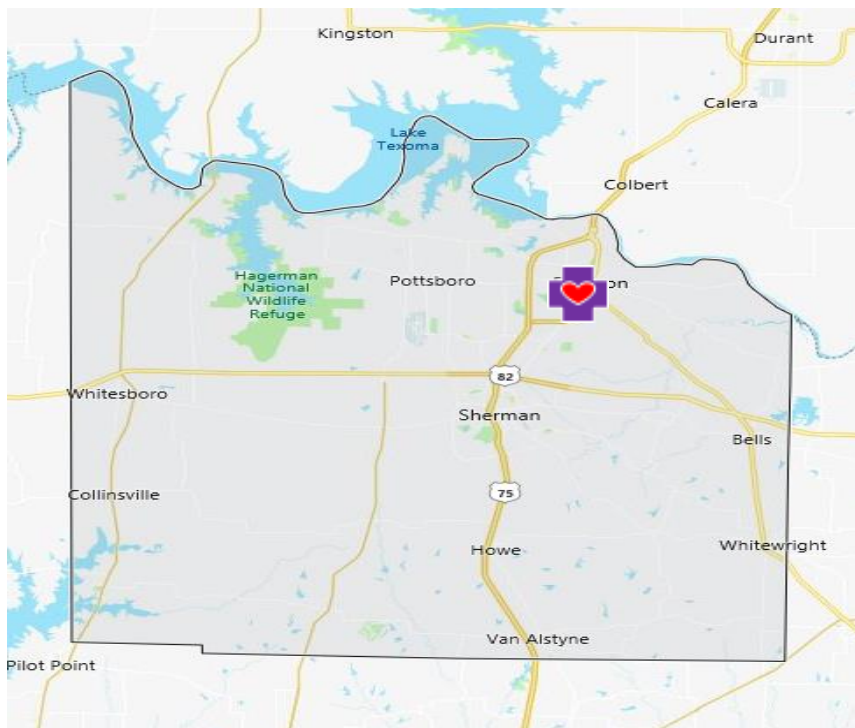 Kingston
Durant
Calera
Lake
Texoma
Colbert
Hagerman
National
Wildlife
Refuge
Pottsboro
82
Whitesboro
Sherman
Bells
75
Collinsville
Howe
Whitewright
Van Alstyne
Pilot Point